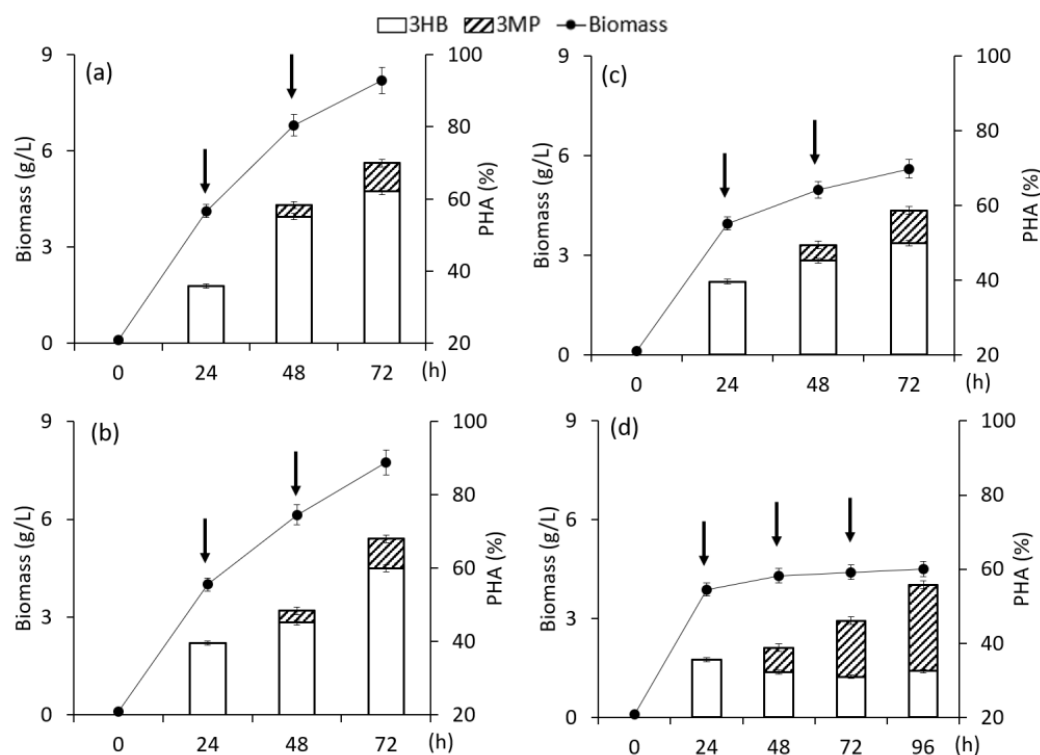 3HB 3MP Biomass
(a)
Biomass (g/L)
9
6
3
0
100
80
60
40
20
PHA (%)
0 24 48 72 (h)
(c)
Biomass (g/L)
9
6
3
0
100
80
60
40
20
PHA (%)
0 24 48 72 (h)
(b)
Biomass (g/L)
9
6
3
0
100
80
60
40
20
PHA (%)
0 24 48 72 (h)
(d)
Biomass (g/L)
9
6
3
0
100
80
60
40
20
PHA (%)
0 24 48 72 96 (h)